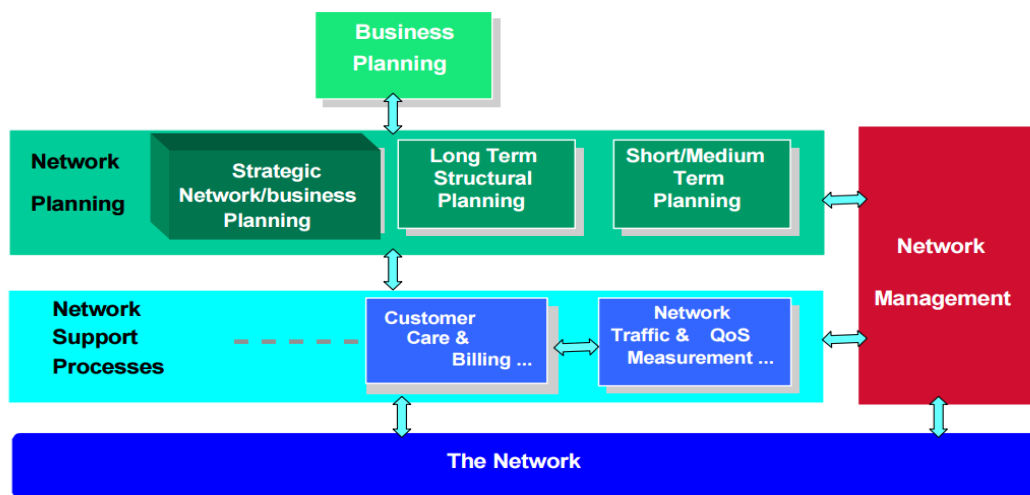 Business
Planning
Network
Planning
Strategic
Network/business
Planning
Long Term
Structural
Planning
Short/Medium
Term
Planning
Network
Management
Network
Support
Processes
Customer
Care &
Billing ...
Network
Traffic & QoS
Measurement ...
The Network